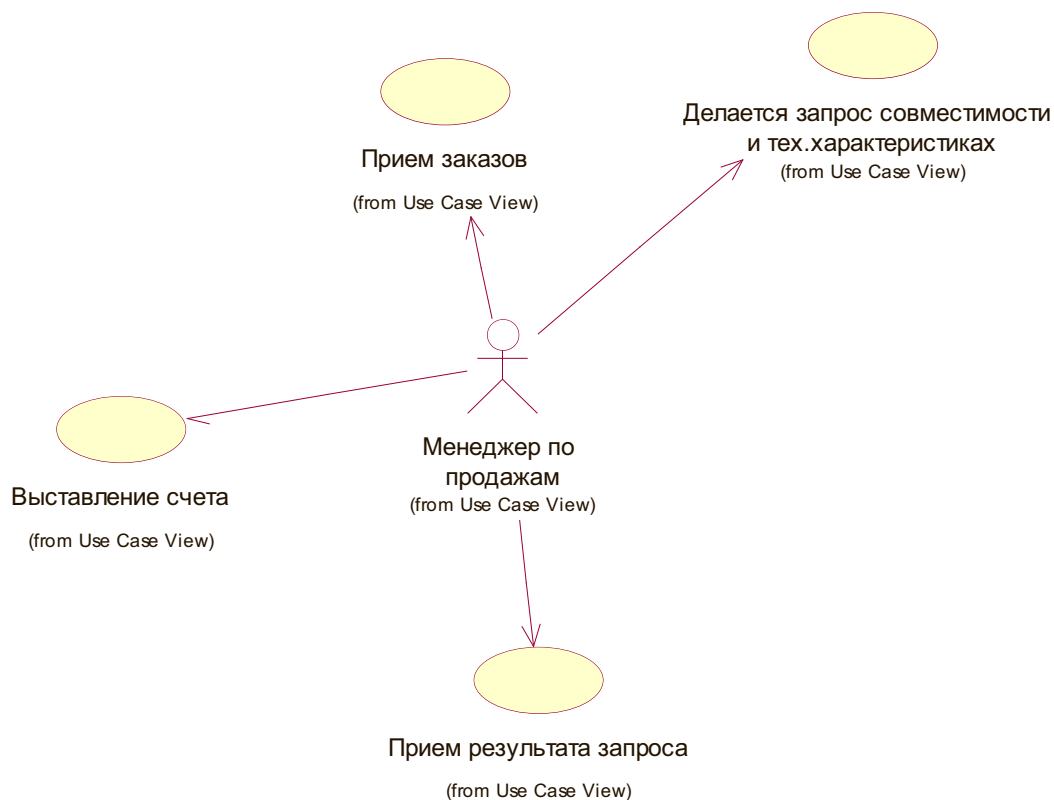 Делается запрос совместимости
и тех.характеристиках
(from Use Case View)
Прием заказов
(from Use Case View)
Менеджер по
продажам
(from Use Case View)
Выставление счета
(from Use Case View)
Прием результата запроса
(from Use Case View)